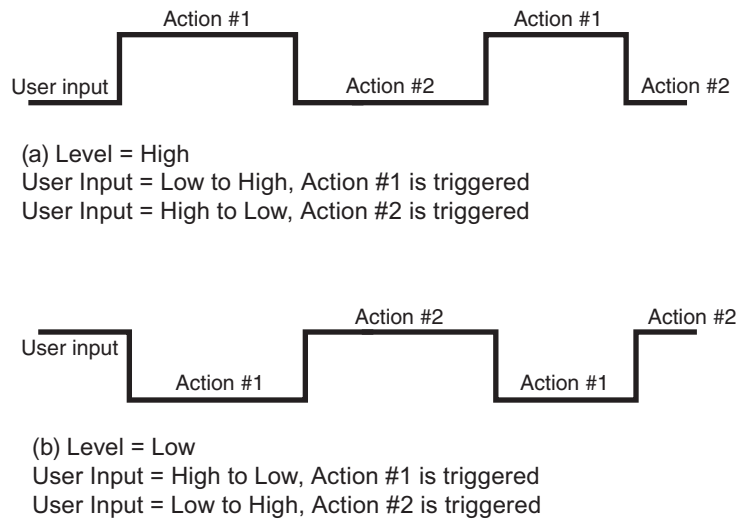 Action #1 Action #1
User input Action #2 Action #2
(a) Level = High
User Input = Low to High, Action #1 is triggered
User Input = High to Low, Action #2 is triggered
Action #2 Action #2
User input
Action #1 Action #1
(b) Level = Low
User Input = High to Low, Action #1 is triggered
User Input = Low to High, Action #2 is triggered